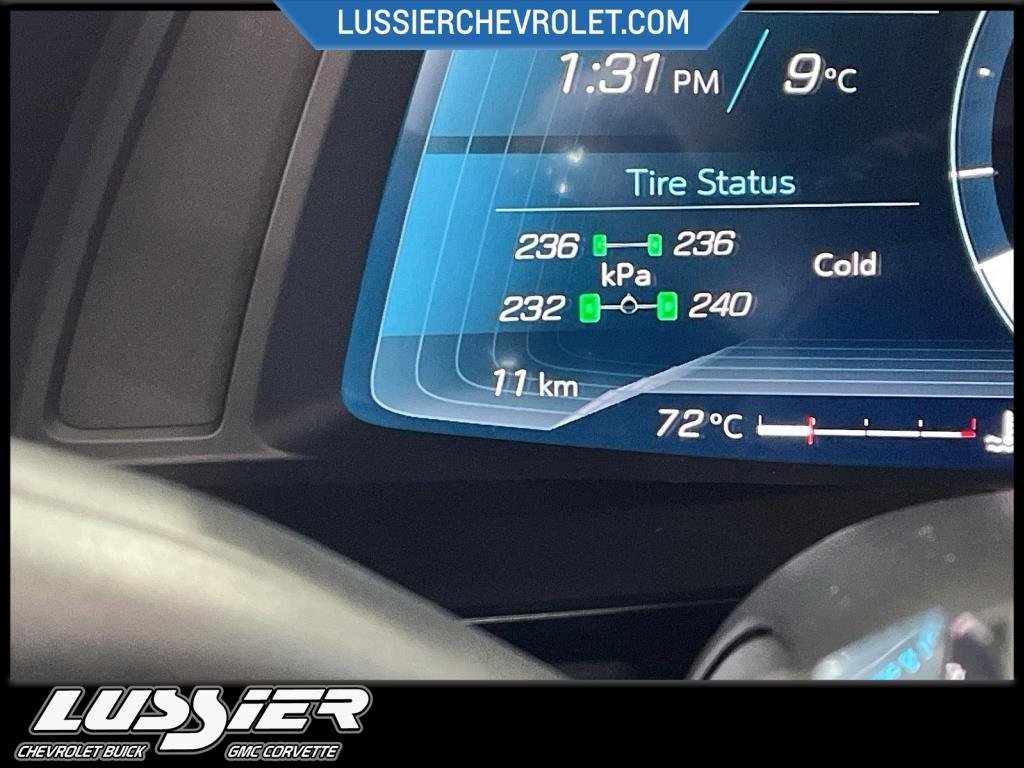 LUSSIERCHEVROLET.COM
1:31 PM / 9°C
Tire Status
236 236
kPa
Cold
232 240
11 km
72°C
LUSSIER
CHEVROLET BUICK GMC CORVETTE